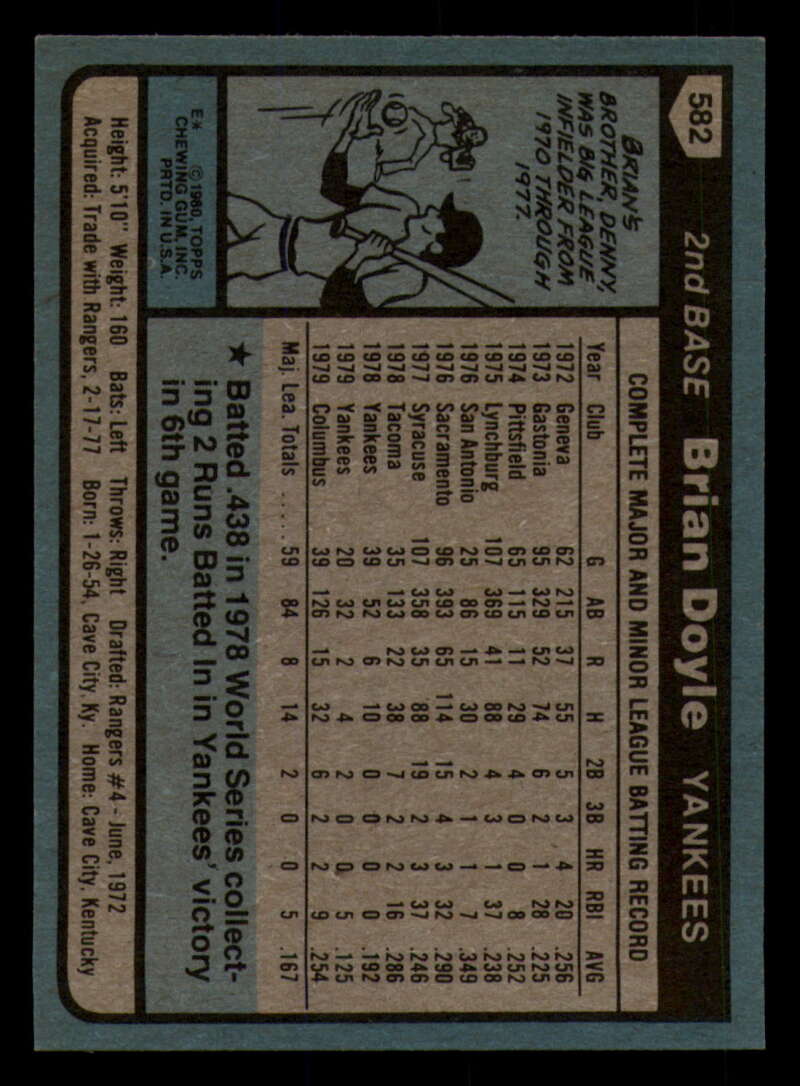 582
2nd BASE Brian Doyle YANKEES
BRIAN'S
BROTHER, DENNY,
WAS BIG LEAGUE
INFIELDER FROM
1970 THROUGH
1977.
E* © 1980, TOPPS
CHEWING GUM, INC.
PRTD. IN U.S.A.
COMPLETE MAJOR AND MINOR LEAGUE BATTING RECORD
Year Club G AB R H 2B 3B HR RBI AVG
1972 Geneva 62 215 37 55 5 3 4 20 .256
1973 Gastonia 95 329 52 74 6 2 1 28 .225
1974 Pittsfield 65 115 11 29 4 0 0 8 .252
1975 Lynchburg 107 369 41 88 4 3 1 37 .238
1976 San Antonio 25 86 15 30 2 1 1 7 .349
1976 Sacramento 96 393 65 114 15 4 3 32 .290
1977 Syracuse 107 358 35 88 19 2 3 37 .246
1978 Tacoma 35 133 22 38 7 2 2 16 .286
1978 Yankees 39 52 6 10 0 0 0 0 .192
1979 Yankees 20 32 2 4 2 0 0 5 .125
1979 Columbus 39 126 15 32 6 2 2 9 .254
Maj. Lea. Totals ..... 59 84 8 14 2 0 0 5 .167
★ Batted .438 in 1978 World Series collect-
ing 2 Runs Batted In in Yankees' victory
in 6th game.
Height: 5'10" Weight: 160 Bats: Left Throws: Right Drafted: Rangers #4 - June, 1972
Acquired: Trade with Rangers, 2-17-77 Born: 1-26-54, Cave City, Ky. Home: Cave City, Kentucky